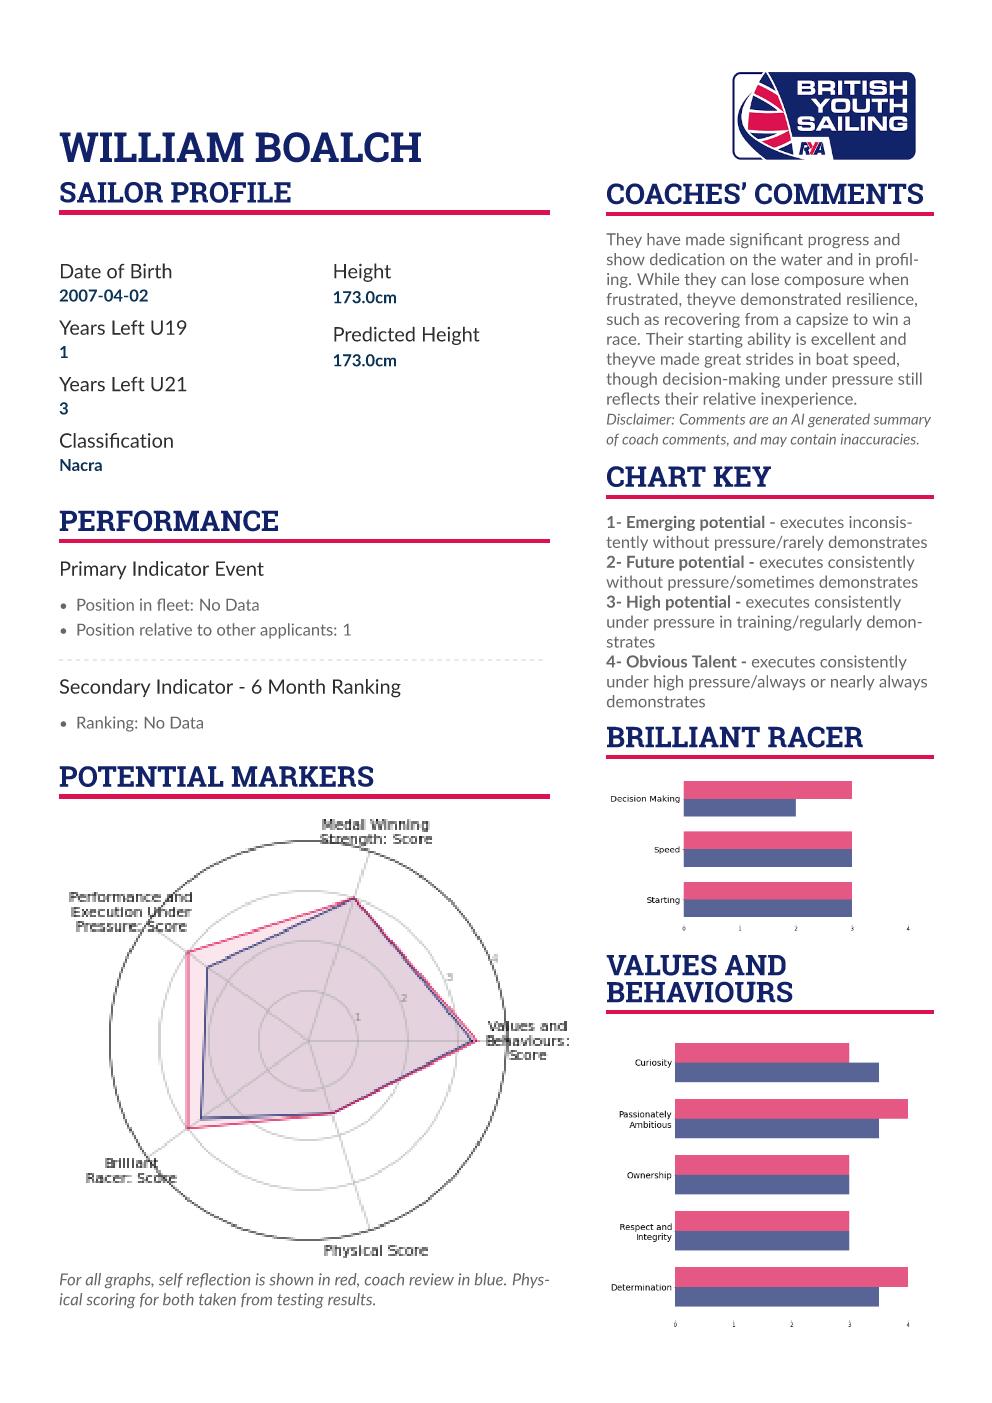 BRITISH
YOUTH
SAILING
RYA
WILLIAM BOALCH
SAILOR PROFILE
Date of Birth
2007-04-02
Years Left U19
1
Years Left U21
3
Classification
Nacra
Height
173.0cm
Predicted Height
173.0cm
PERFORMANCE
Primary Indicator Event
• Position in fleet: No Data
• Position relative to other applicants: 1
Secondary Indicator - 6 Month Ranking
• Ranking: No Data
POTENTIAL MARKERS
Medal Winning
Strength: Score
Performance and
Execution Under
Pressure: Score
4
3
2
1
Values and
Behaviours:
Score
Brilliant
Racer: Score
Physical Score
For all graphs, self reflection is shown in red, coach review in blue. Phys-
ical scoring for both taken from testing results.
COACHES’ COMMENTS
They have made significant progress and
show dedication on the water and in profil-
ing. While they can lose composure when
frustrated, theyve demonstrated resilience,
such as recovering from a capsize to win a
race. Their starting ability is excellent and
theyve made great strides in boat speed,
though decision-making under pressure still
reflects their relative inexperience.
Disclaimer: Comments are an AI generated summary
of coach comments, and may contain inaccuracies.
CHART KEY
1- Emerging potential - executes inconsis-
tently without pressure/rarely demonstrates
2- Future potential - executes consistently
without pressure/sometimes demonstrates
3- High potential - executes consistently
under pressure in training/regularly demon-
strates
4- Obvious Talent - executes consistently
under high pressure/always or nearly always
demonstrates
BRILLIANT RACER
Decision Making
Speed
Starting
0 1 2 3 4
VALUES AND
BEHAVIOURS
Curiosity
Passionately
Ambitious
Ownership
Respect and
Integrity
Determination
0 1 2 3 4